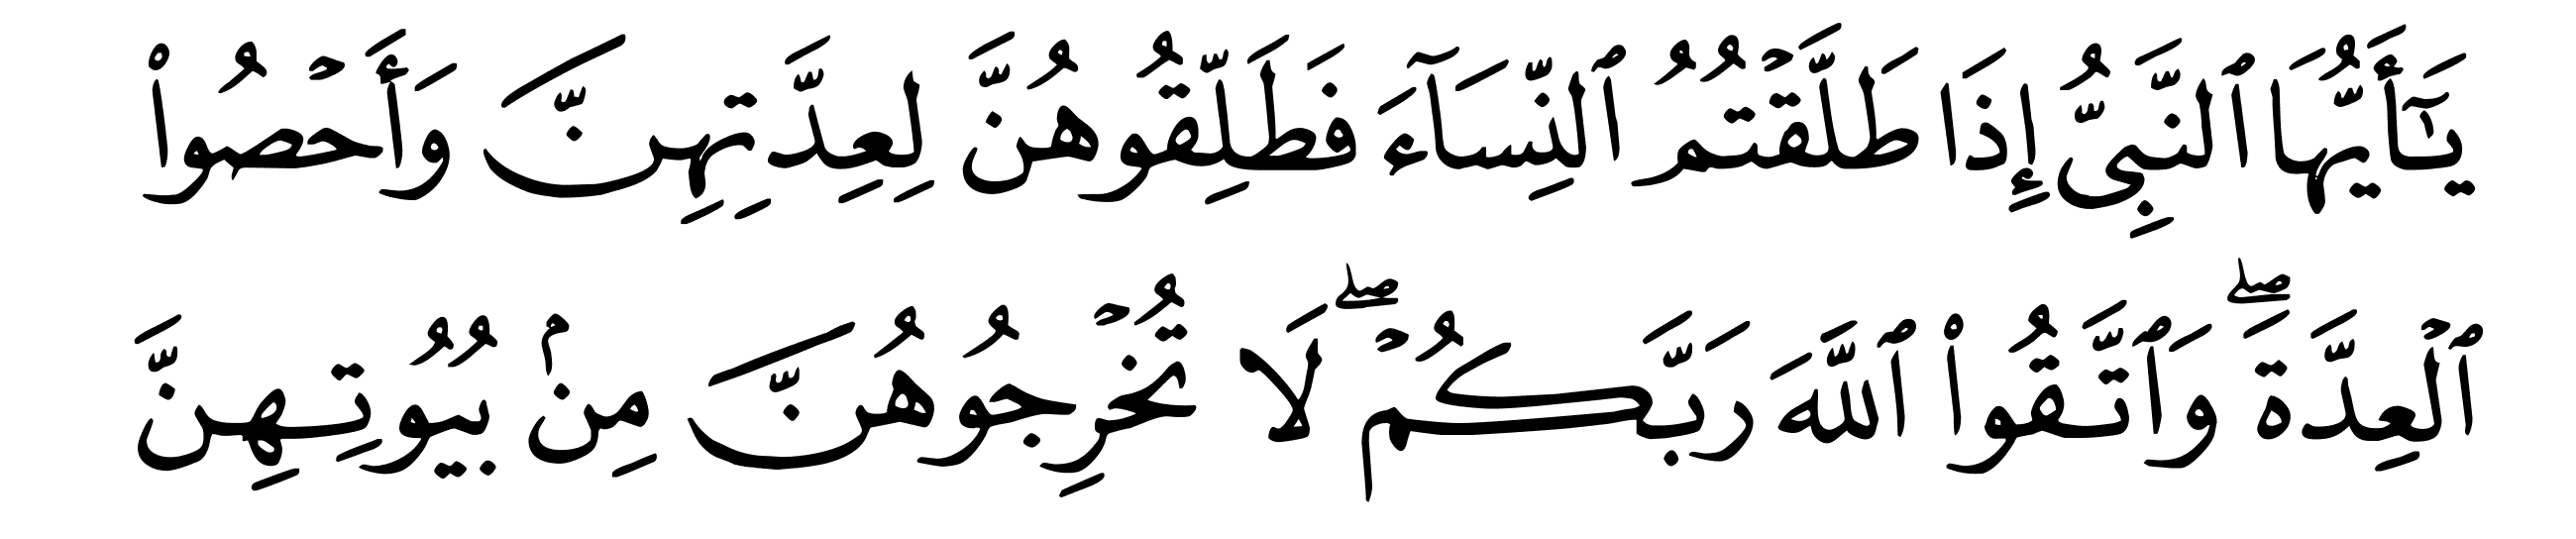 يَـٰٓأَيُّهَا ٱلنَّبِىُّ إِذَا طَلَّقۡتُمُ ٱلنِّسَآءَ فَطَلِّقُوهُنَّ لِعِدَّتِهِنَّ وَأَحۡصُوا۟
ٱلۡعِدَّةَۖ وَٱتَّقُوا۟ ٱللَّهَ رَبَّكُمۡۖ لَا تُخۡرِجُوهُنَّ مِنۢ بُيُوتِهِنَّ